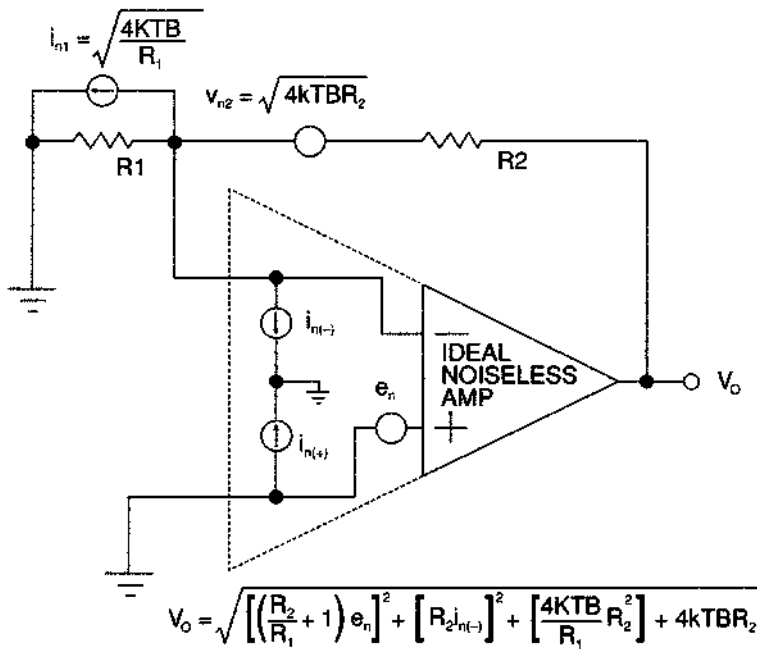 i_n1 = √(4KTB/R_1)
v_n2 = √(4kTBR_2)
R1
R2
i_n(−)
−
IDEAL
NOISELESS
AMP
e_n
+
i_n(+)
V_O
V_O = √([(R_2/R_1 + 1) e_n]^2 + [R_2 i_n(−)]^2 + [4KTB/R_1 R_2^2] + 4kTBR_2)